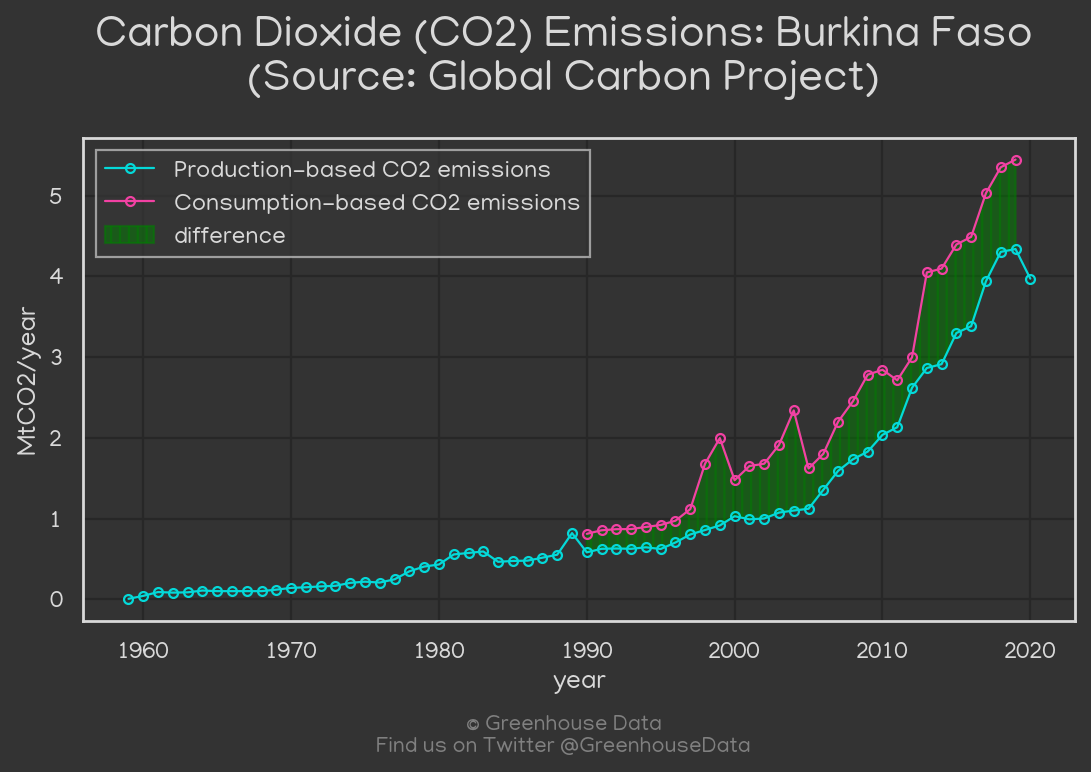 Carbon Dioxide (CO2) Emissions: Burkina Faso
(Source: Global Carbon Project)
Production-based CO2 emissions
Consumption-based CO2 emissions
difference
5
4
3
2
1
0
MtCO2/year
1960 1970 1980 1990 2000 2010 2020
year
© Greenhouse Data
Find us on Twitter @GreenhouseData